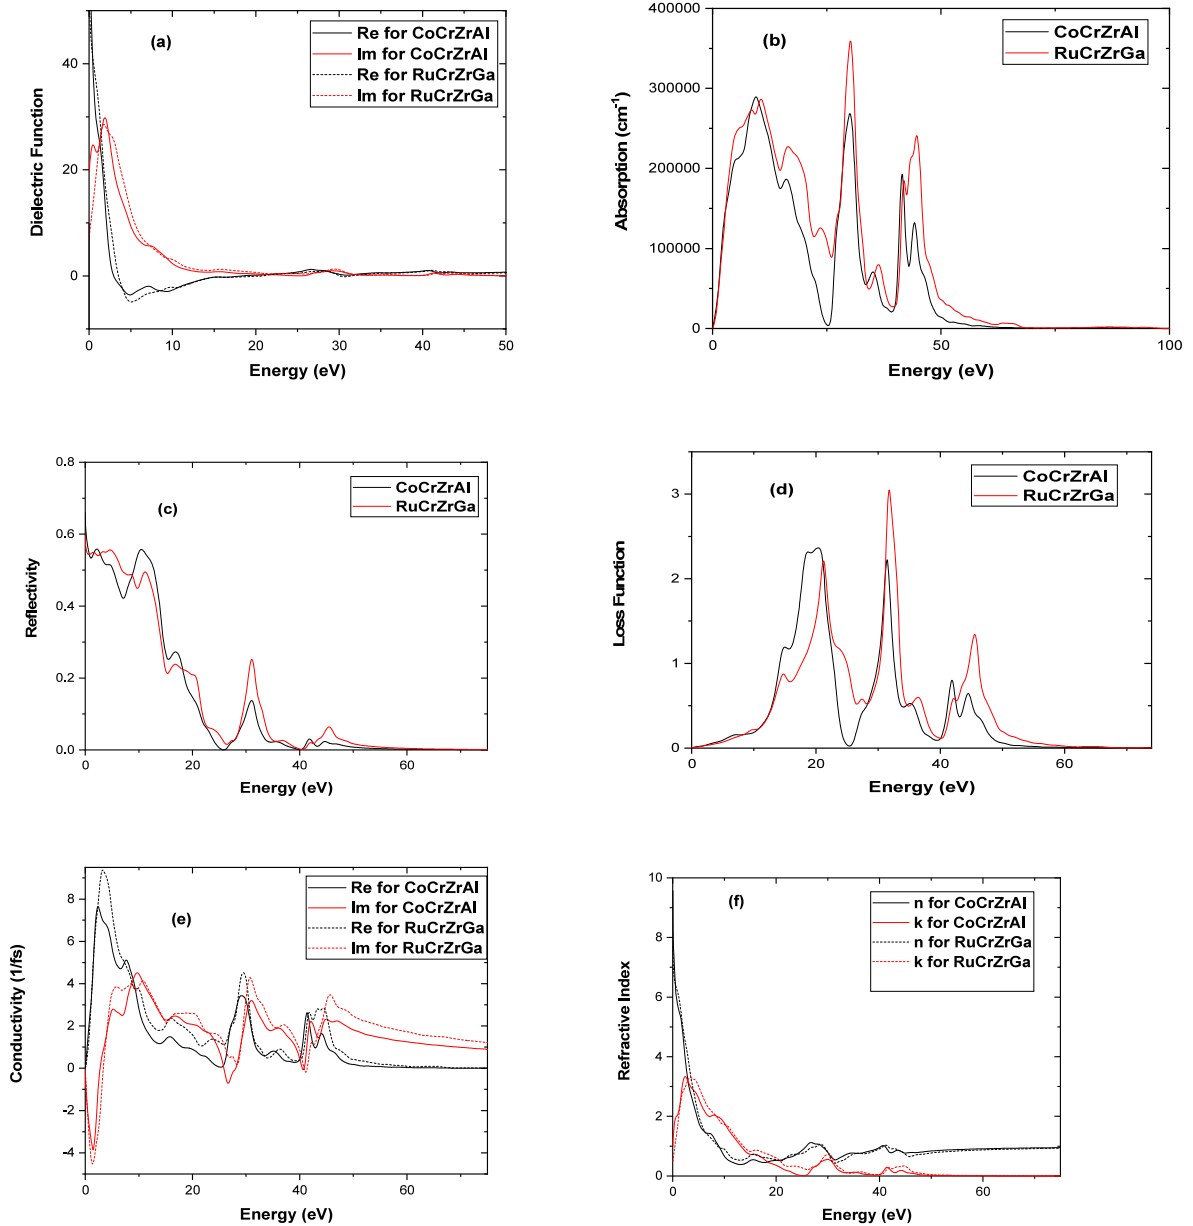 (a)
Re for CoCrZrAl
Im for CoCrZrAl
Re for RuCrZrGa
Im for RuCrZrGa
Dielectric Function
40
20
0
0
10
20
30
40
50
Energy (eV)
(b)
CoCrZrAl
RuCrZrGa
Absorption (cm⁻¹)
400000
300000
200000
100000
0
0
50
100
Energy (eV)
(c)
CoCrZrAl
RuCrZrGa
Reflectivity
0.8
0.6
0.4
0.2
0.0
0
20
40
60
Energy (eV)
(d)
CoCrZrAl
RuCrZrGa
Loss Function
3
2
1
0
0
20
40
60
Energy (eV)
(e)
Re for CoCrZrAl
Im for CoCrZrAl
Re for RuCrZrGa
Im for RuCrZrGa
Conductivity (1/fs)
8
6
4
2
0
-2
-4
0
20
40
60
Energy (eV)
(f)
n for CoCrZrAl
k for CoCrZrAl
n for RuCrZrGa
k for RuCrZrGa
Refractive Index
10
8
6
4
2
0
0
20
40
60
Energy (eV)